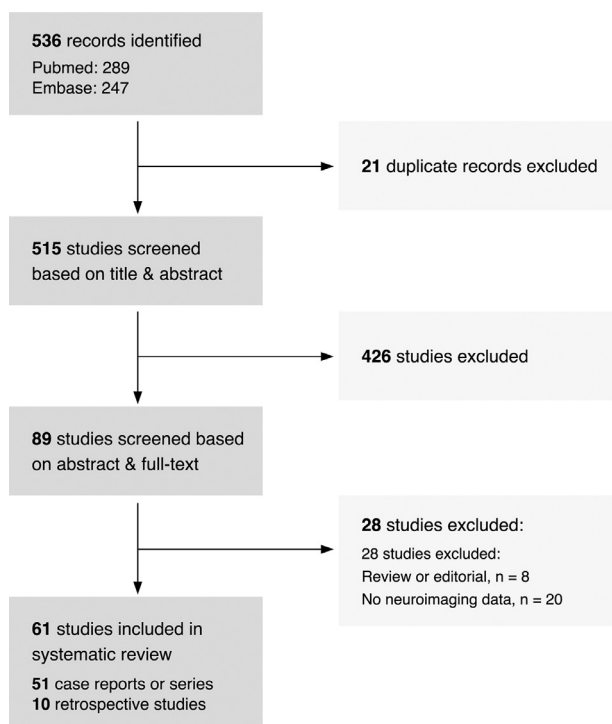 536 records identified
Pubmed: 289
Embase: 247
21 duplicate records excluded
515 studies screened
based on title & abstract
426 studies excluded
89 studies screened based
on abstract & full-text
28 studies excluded:
28 studies excluded:
Review or editorial, n = 8
No neuroimaging data, n = 20
61 studies included in
systematic review
51 case reports or series
10 retrospective studies